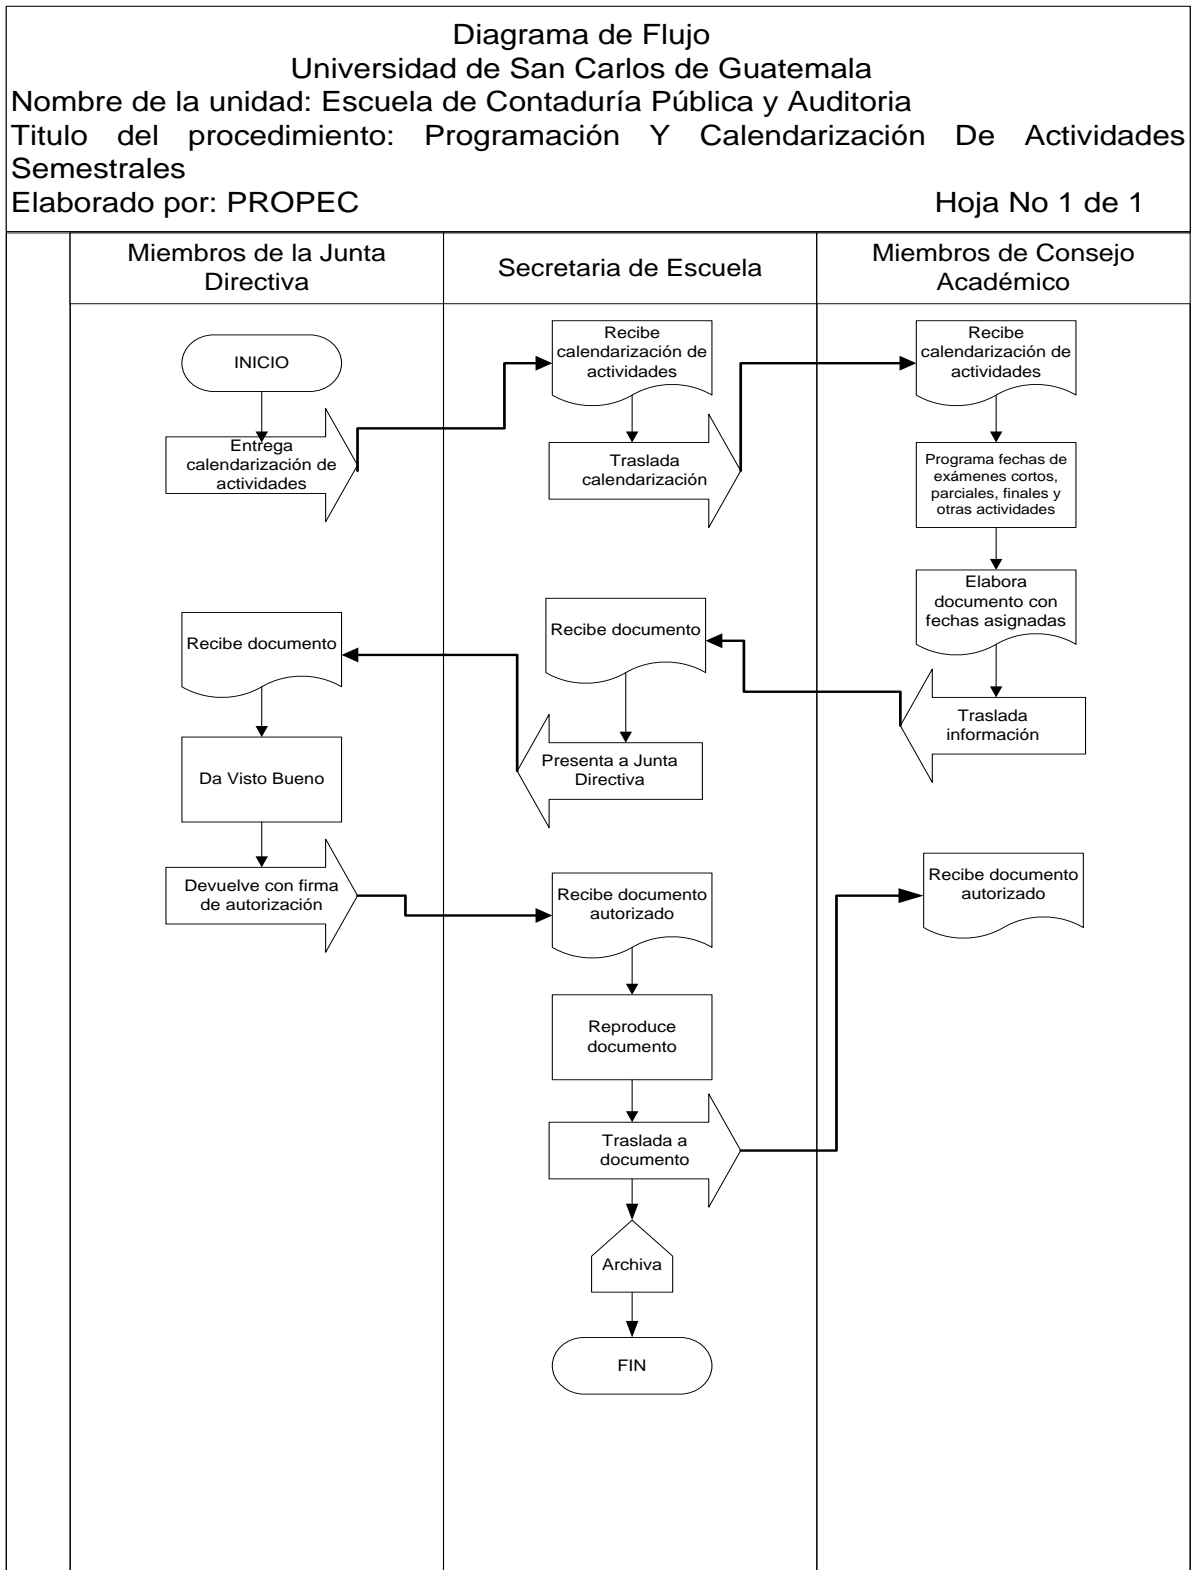 Diagrama de Flujo
Universidad de San Carlos de Guatemala
Nombre de la unidad: Escuela de Contaduría Pública y Auditoria
Titulo del procedimiento: Programación Y Calendarización De Actividades
Semestrales
Elaborado por: PROPEC Hoja No 1 de 1
Miembros de la Junta
Directiva
Secretaria de Escuela
Miembros de Consejo
Académico
INICIO
Entrega
calendarización de
actividades
Recibe
calendarización de
actividades
Traslada
calendarización
Recibe
calendarización de
actividades
Programa fechas de
exámenes cortos,
parciales, finales y
otras actividades
Elabora
documento con
fechas asignadas
Traslada
información
Recibe documento
Presenta a Junta
Directiva
Recibe documento
Da Visto Bueno
Devuelve con firma
de autorización
Recibe documento
autorizado
Reproduce
documento
Traslada a
documento
Recibe documento
autorizado
Archiva
FIN